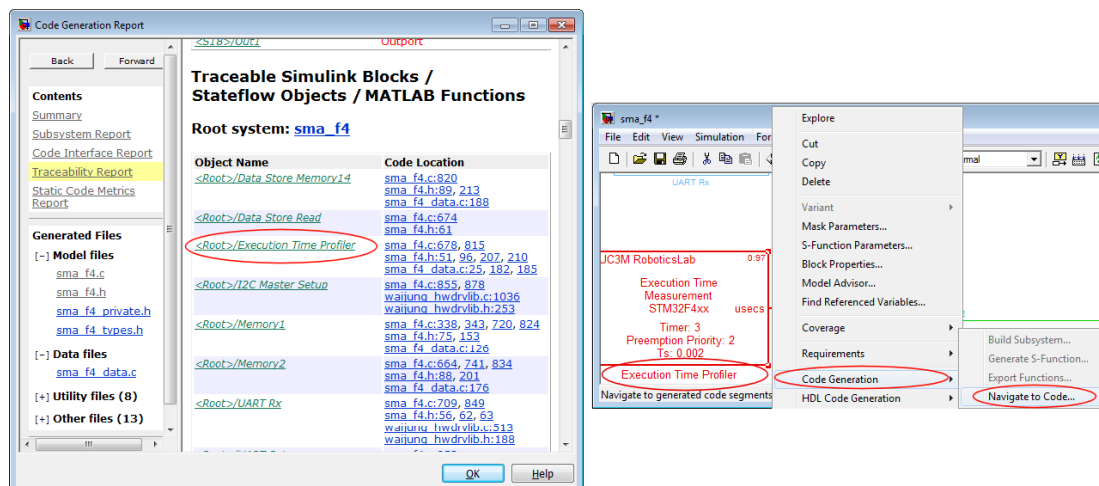 Code Generation Report
Back Forward
Contents
Summary
Subsystem Report
Code Interface Report
Traceability Report
Static Code Metrics
Report
Generated Files
[-] Model files
sma_f4.c
sma_f4.h
sma_f4_private.h
sma_f4_types.h
[-] Data files
sma_f4_data.c
[+] Utility files (8)
[+] Other files (13)
<S18>/Out1 Outport
Traceable Simulink Blocks /
Stateflow Objects / MATLAB Functions
Root system: sma_f4
Object Name Code Location
<Root>/Data Store Memory14 sma_f4.c:820
sma_f4.h:89, 213
sma_f4_data.c:188
<Root>/Data Store Read sma_f4.c:674
sma_f4.h:61
<Root>/Execution Time Profiler sma_f4.c:678, 815
sma_f4.h:51, 96, 207, 210
sma_f4_data.c:25, 182, 185
<Root>/I2C Master Setup sma_f4.c:855, 878
waijung_hwdrvlib.c:1036
waijung_hwdrvlib.h:253
<Root>/Memory1 sma_f4.c:338, 343, 720, 824
sma_f4.h:75, 153
sma_f4_data.c:126
<Root>/Memory2 sma_f4.c:664, 741, 834
sma_f4.h:88, 201
sma_f4_data.c:176
<Root>/UART Rx sma_f4.c:709, 849
sma_f4.h:56, 62, 63
waijung_hwdrvlib.c:513
waijung_hwdrvlib.h:188
OK Help
sma_f4 *
File Edit View Simulation For
mal
UART Rx
UC3M RoboticsLab 0:97
Execution Time
Measurement
STM32F4xx usecs
Timer: 3
Preemption Priority: 2
Ts: 0.002
Execution Time Profiler
Navigate to generated code segments
Explore
Cut
Copy
Delete
Variant
Mask Parameters...
S-Function Parameters...
Block Properties...
Model Advisor...
Find Referenced Variables...
Coverage
Requirements
Code Generation
HDL Code Generation
Build Subsystem...
Generate S-Function...
Export Functions...
Navigate to Code...